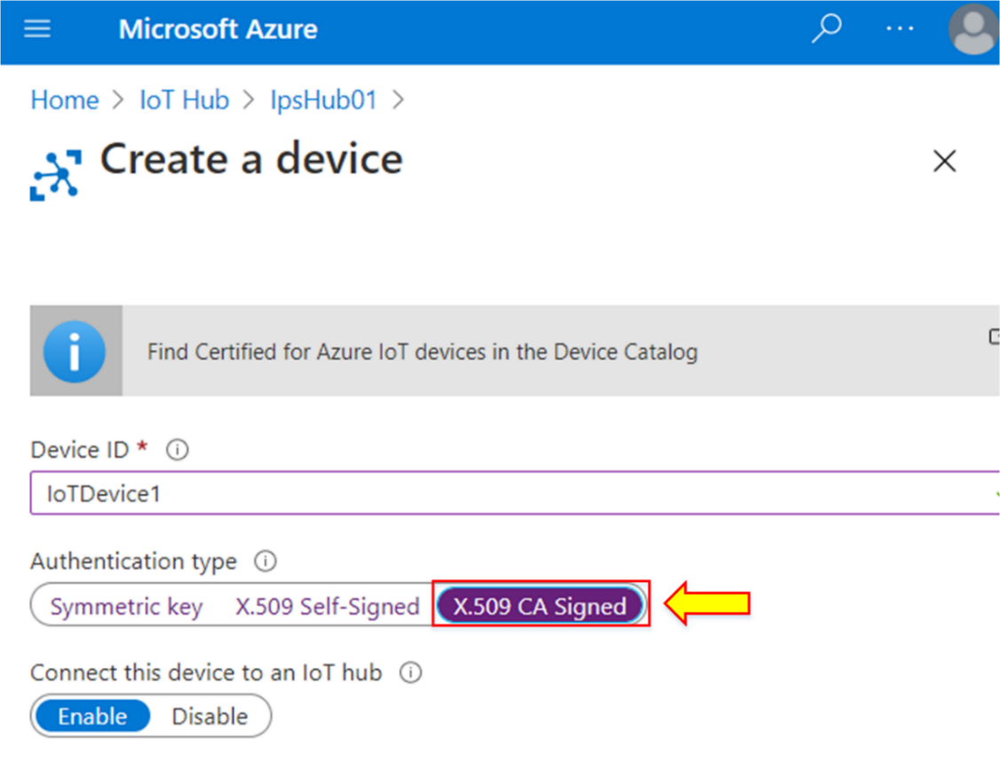 Microsoft Azure
Home > IoT Hub > IpsHub01 >
Create a device
Find Certified for Azure IoT devices in the Device Catalog
Device ID *
IoTDevice1
Authentication type
Symmetric key X.509 Self-Signed X.509 CA Signed
Connect this device to an IoT hub
Enable Disable